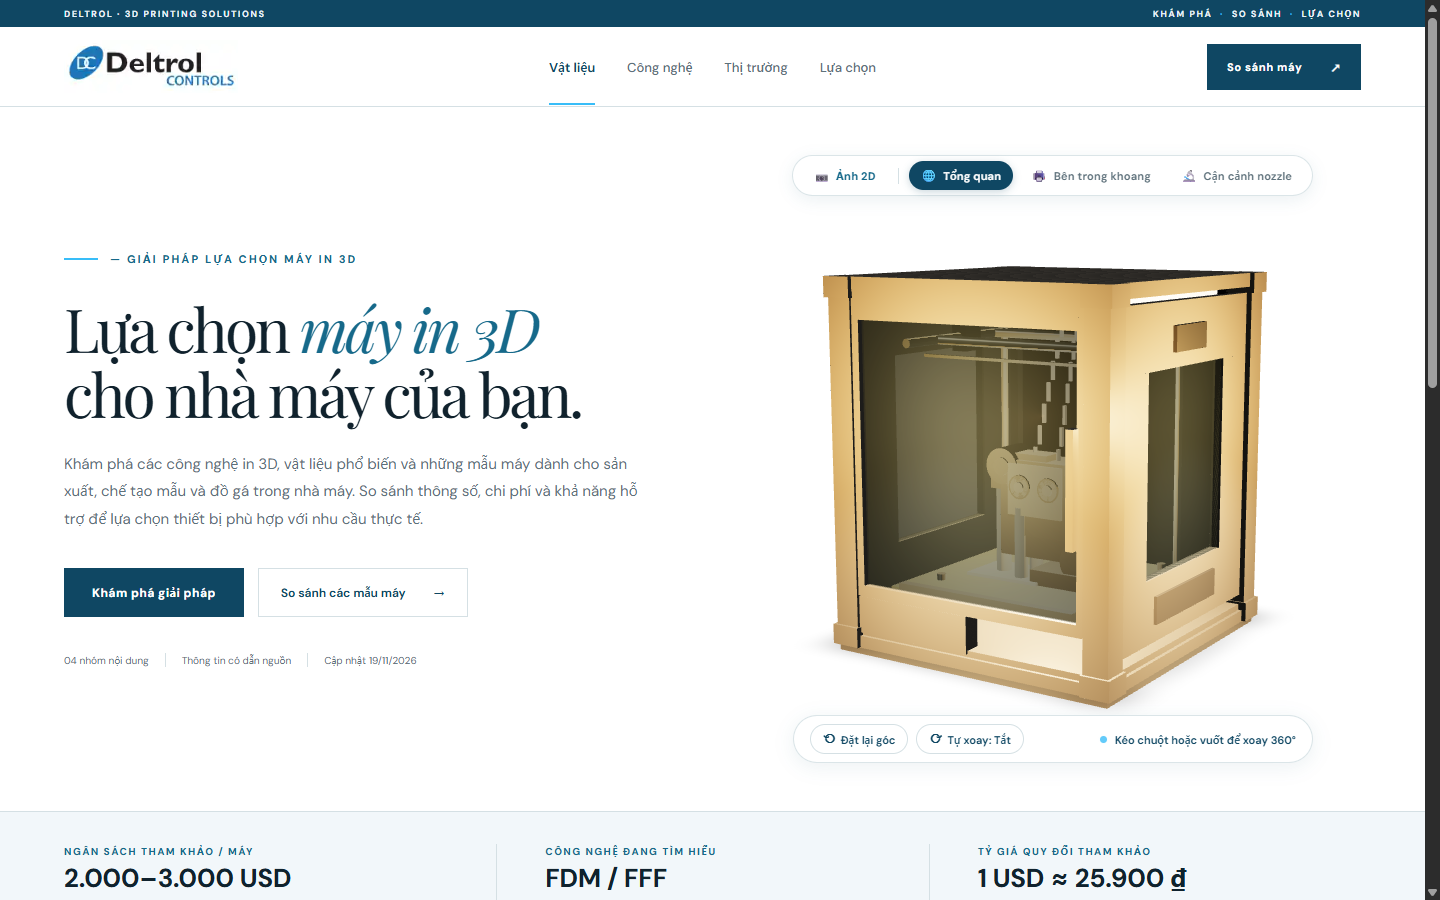 DELTROL · 3D PRINTING SOLUTIONS
KHÁM PHÁ · SO SÁNH · LỰA CHỌN
DC Deltrol
CONTROLS
Vật liệu
Công nghệ
Thị trường
Lựa chọn
So sánh máy ↗
Ảnh 2D
Tổng quan
Bên trong khoang
Cận cảnh nozzle
— GIẢI PHÁP LỰA CHỌN MÁY IN 3D
Lựa chọn máy in 3D
cho nhà máy của bạn.
Khám phá các công nghệ in 3D, vật liệu phổ biến và những mẫu máy dành cho sản
xuất, chế tạo mẫu và đồ gá trong nhà máy. So sánh thông số, chi phí và khả năng hỗ
trợ để lựa chọn thiết bị phù hợp với nhu cầu thực tế.
Khám phá giải pháp
So sánh các mẫu máy →
04 nhóm nội dung
Thông tin có dẫn nguồn
Cập nhật 19/11/2026
Đặt lại góc
Tự xoay: Tắt
Kéo chuột hoặc vuốt để xoay 360°
NGÂN SÁCH THAM KHẢO / MÁY
2.000–3.000 USD
CÔNG NGHỆ ĐANG TÌM HIỂU
FDM / FFF
TỶ GIÁ QUY ĐỔI THAM KHẢO
1 USD ≈ 25.900 ₫